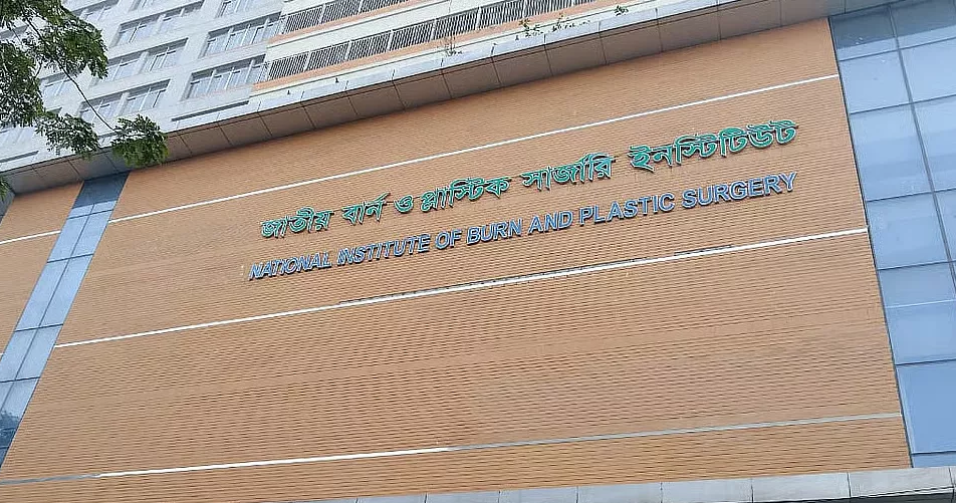 জাতীয় বার্ন ও প্লাস্টিক সার্জারি ইনস্টিটিউট
NATIONAL INSTITUTE OF BURN AND PLASTIC SURGERY